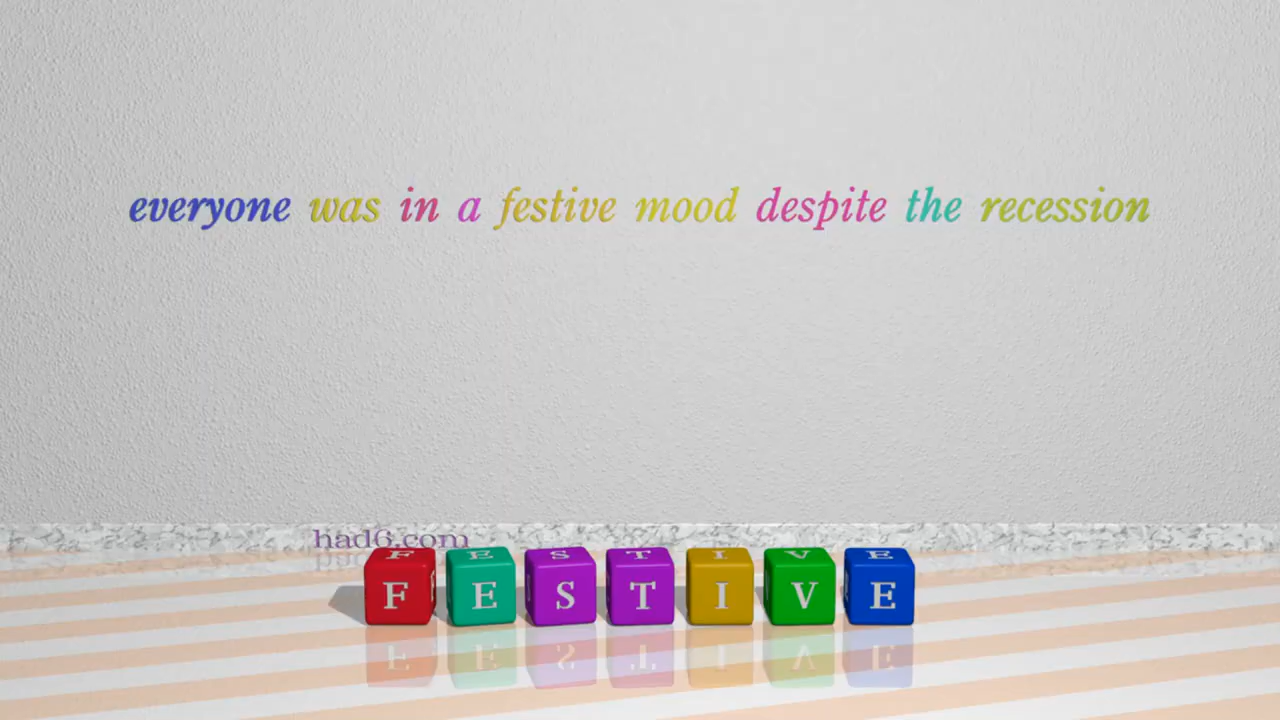 everyone was in a festive mood despite the recession
had6.com
FESTIVE